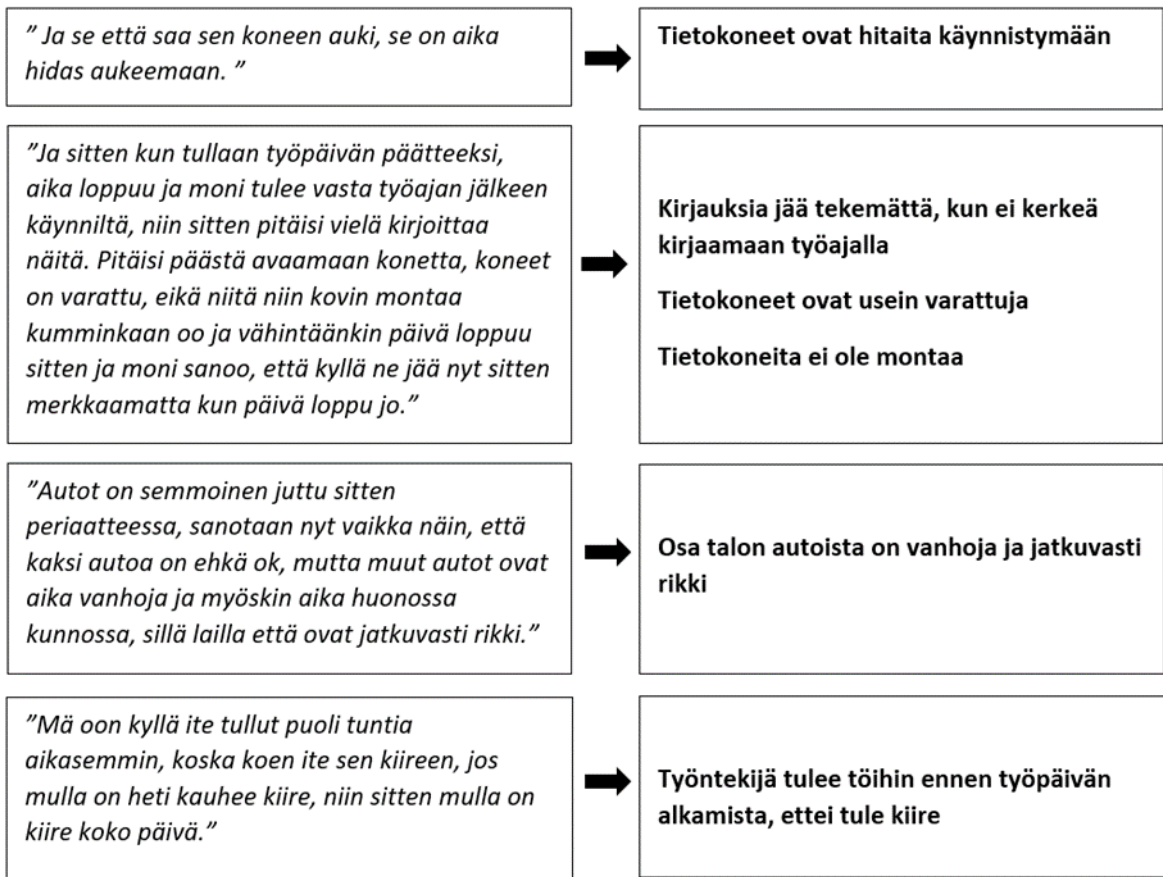 ” Ja se että saa sen koneen auki, se on aika
hidas aukeemaan. ”
Tietokoneet ovat hitaita käynnistymään
”Ja sitten kun tullaan työpäivän päätteeksi,
aika loppuu ja moni tulee vasta työajan jälkeen
käynniltä, niin sitten pitäisi vielä kirjoittaa
näitä. Pitäisi päästä avaamaan konetta, koneet
on varattu, eikä niitä niin kovin montaa
kumminkaan oo ja vähintäänkin päivä loppuu
sitten ja moni sanoo, että kyllä ne jää nyt sitten
merkkaamatta kun päivä loppu jo.”
Kirjauksia jää tekemättä, kun ei kerkeä
kirjaamaan työajalla
Tietokoneet ovat usein varattuja
Tietokoneita ei ole montaa
”Autot on semmoinen juttu sitten
periaatteessa, sanotaan nyt vaikka näin, että
kaksi autoa on ehkä ok, mutta muut autot ovat
aika vanhoja ja myöskin aika huonossa
kunnossa, sillä lailla että ovat jatkuvasti rikki.”
Osa talon autoista on vanhoja ja jatkuvasti
rikki
”Mä oon kyllä ite tullut puoli tuntia
aikasemmin, koska koen ite sen kiireen, jos
mulla on heti kauhee kiire, niin sitten mulla on
kiire koko päivä.”
Työntekijä tulee töihin ennen työpäivän
alkamista, ettei tule kiire